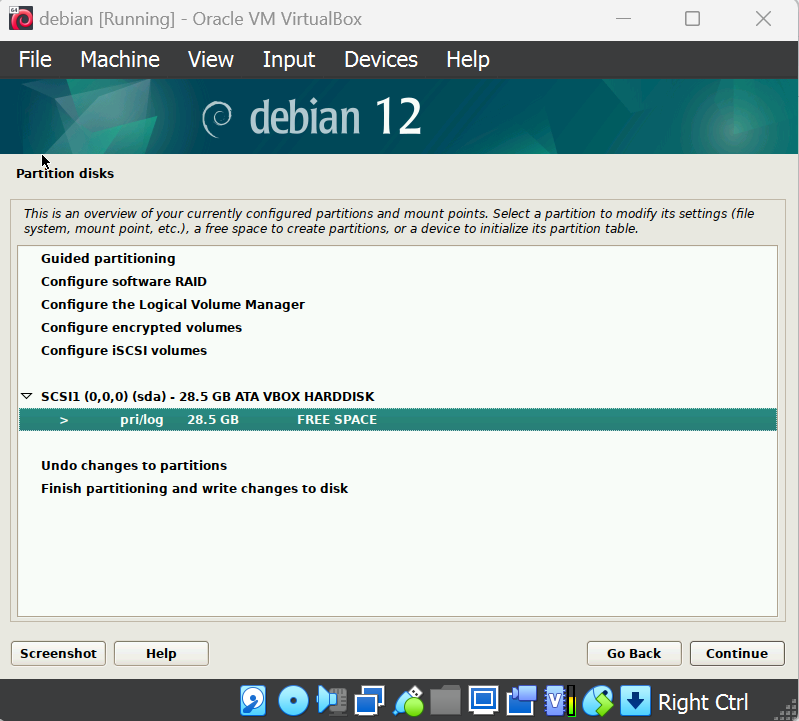 debian [Running] - Oracle VM VirtualBox
File Machine View Input Devices Help
debian 12
Partition disks
This is an overview of your currently configured partitions and mount points. Select a partition to modify its settings (file
system, mount point, etc.), a free space to create partitions, or a device to initialize its partition table.
Guided partitioning
Configure software RAID
Configure the Logical Volume Manager
Configure encrypted volumes
Configure iSCSI volumes
SCSI1 (0,0,0) (sda) - 28.5 GB ATA VBOX HARDDISK
> pri/log 28.5 GB FREE SPACE
Undo changes to partitions
Finish partitioning and write changes to disk
Screenshot Help Go Back Continue
Right Ctrl